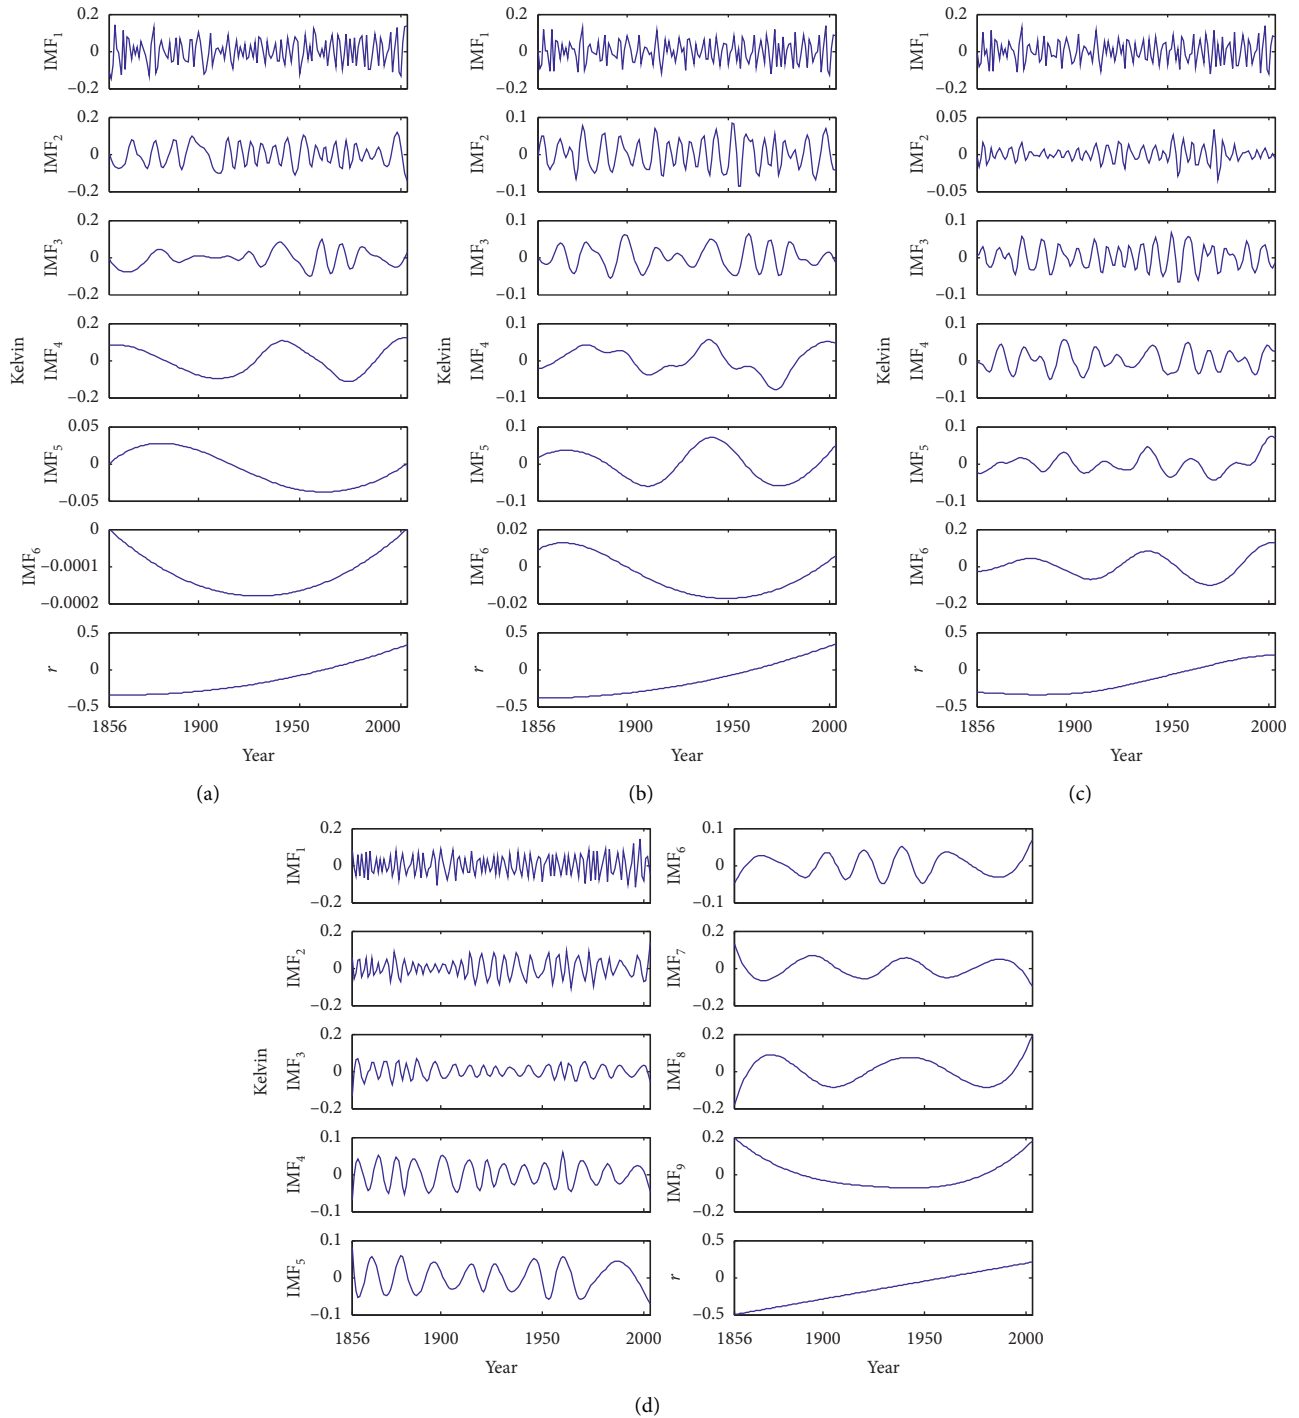 Kelvin
IMF1
0.2
0
−0.2
IMF2
0.2
0
−0.2
IMF3
0.2
0
−0.2
IMF4
0.2
0
−0.2
IMF5
0.05
0
−0.05
IMF6
0
−0.0001
−0.0002
r
0.5
0
−0.5
1856 1900 1950 2000
Year
(a)
Kelvin
IMF1
0.2
0
−0.2
IMF2
0.1
0
−0.1
IMF3
0.1
0
−0.1
IMF4
0.1
0
−0.1
IMF5
0.1
0
−0.1
IMF6
0.02
0
−0.02
r
0.5
0
−0.5
1856 1900 1950 2000
Year
(b)
Kelvin
IMF1
0.2
0
−0.2
IMF2
0.05
0
−0.05
IMF3
0.1
0
−0.1
IMF4
0.1
0
−0.1
IMF5
0.1
0
−0.1
IMF6
0.2
0
−0.2
r
0.5
0
−0.5
1856 1900 1950 2000
Year
(c)
Kelvin
IMF1
0.2
0
−0.2
IMF2
0.2
0
−0.2
IMF3
0.2
0
−0.2
IMF4
0.1
0
−0.1
IMF5
0.1
0
−0.1
1856 1900 1950 2000
Year
IMF6
0.1
0
−0.1
IMF7
0.2
0
−0.2
IMF8
0.2
0
−0.2
IMF9
0.2
0
−0.2
r
0.5
0
−0.5
1856 1900 1950 2000
Year
(d)